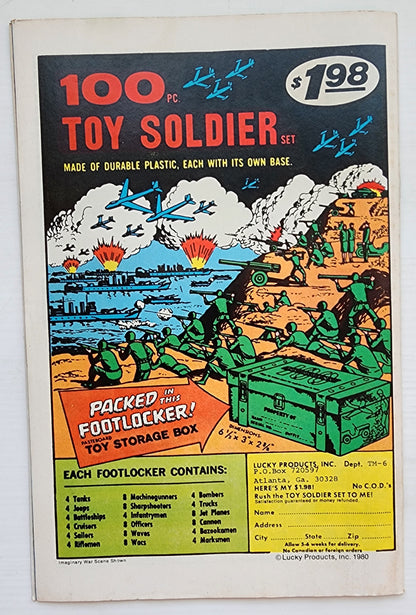 100 PC.
$1.98
TOY SOLDIER SET
MADE OF DURABLE PLASTIC, EACH WITH ITS OWN BASE.
PACKED IN THIS
FOOTLOCKER!
PASTEBOARD
TOY STORAGE BOX
PROPERTY OF
DIMENSIONS
EACH FOOTLOCKER CONTAINS:
4 Tanks
4 Jeeps
4 Battleships
4 Cruisers
4 Sailors
4 Riflemen
8 Machinegunners
8 Sharpshooters
4 Infantrymen
8 Officers
8 Waves
8 Wacs
4 Bombers
4 Trucks
8 Jet Planes
8 Cannon
4 Bazookamen
4 Marksmen
Imaginary War Scene Shown
LUCKY PRODUCTS, INC. Dept. TM-6
P.O.Box 720597
Atlanta, Ga. 30328
HERE'S MY $1.98! No C.O.D's
Rush the TOY SOLDIER SET TO ME!
Satisfaction guaranteed or money refunded.
Name
Address
City State Zip
Allow 3-6 weeks for delivery.
No Canadian or foreign orders
©Lucky Products, Inc. 1980